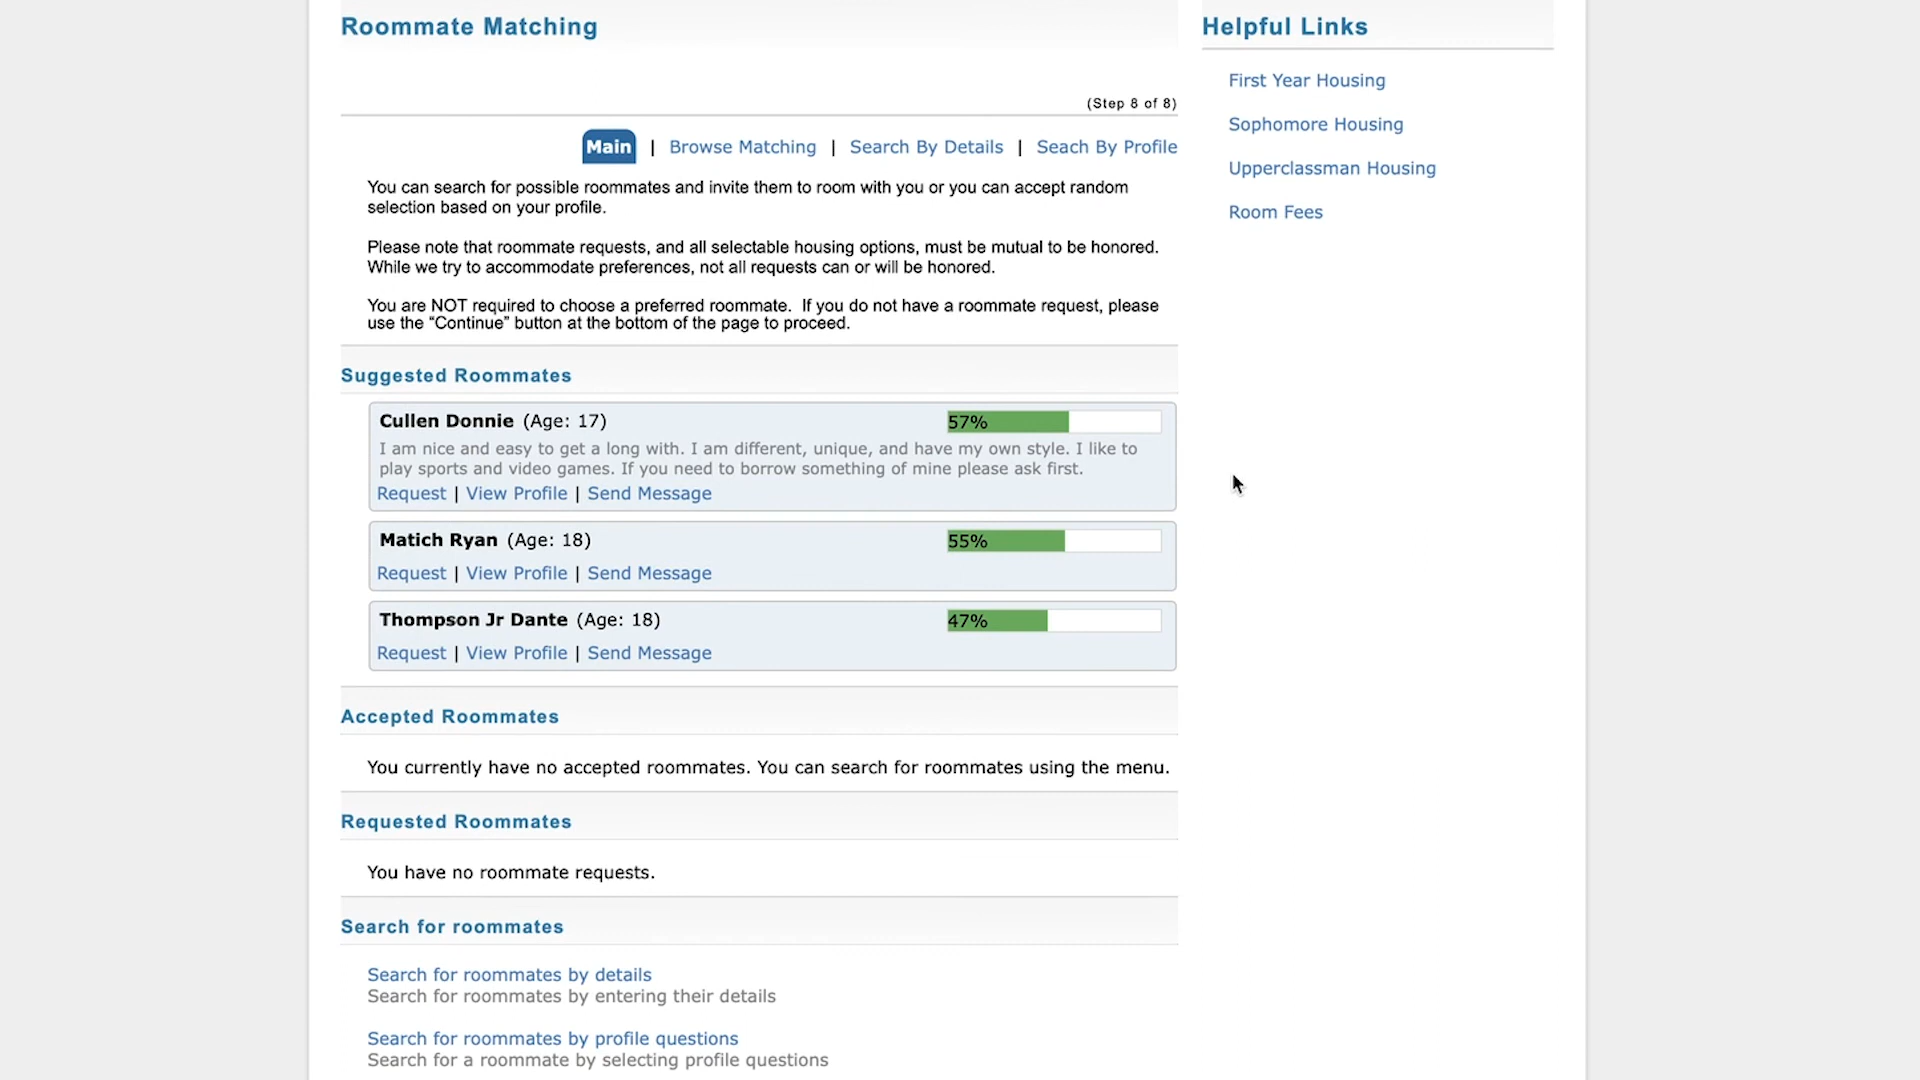 Roommate Matching
(Step 8 of 8)
Main | Browse Matching | Search By Details | Seach By Profile
You can search for possible roommates and invite them to room with you or you can accept random
selection based on your profile.
Please note that roommate requests, and all selectable housing options, must be mutual to be honored.
While we try to accommodate preferences, not all requests can or will be honored.
You are NOT required to choose a preferred roommate.  If you do not have a roommate request, please
use the “Continue” button at the bottom of the page to proceed.
Suggested Roommates
Cullen Donnie (Age: 17) 57%
I am nice and easy to get a long with. I am different, unique, and have my own style. I like to
play sports and video games. If you need to borrow something of mine please ask first.
Request | View Profile | Send Message
Matich Ryan (Age: 18) 55%
Request | View Profile | Send Message
Thompson Jr Dante (Age: 18) 47%
Request | View Profile | Send Message
Accepted Roommates
You currently have no accepted roommates. You can search for roommates using the menu.
Requested Roommates
You have no roommate requests.
Search for roommates
Search for roommates by details
Search for roommates by entering their details
Search for roommates by profile questions
Search for a roommate by selecting profile questions
Helpful Links
First Year Housing
Sophomore Housing
Upperclassman Housing
Room Fees